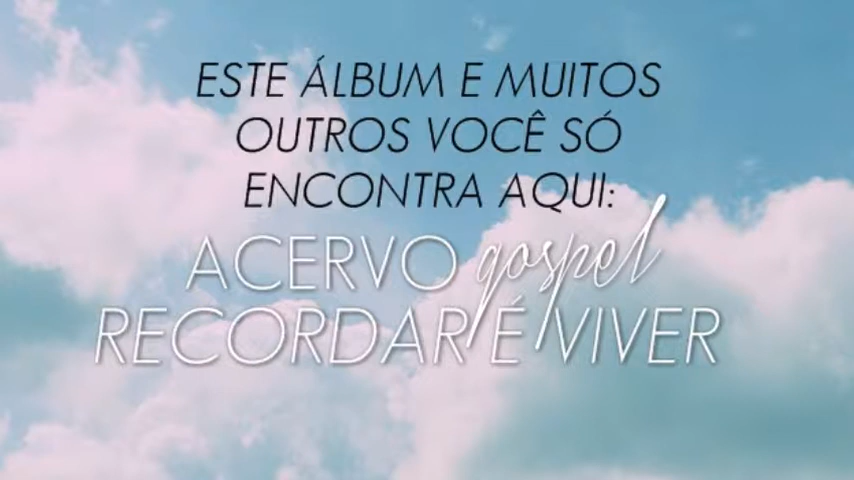 ESTE ÁLBUM E MUITOS
OUTROS VOCÊ SÓ
ENCONTRA AQUI:
ACERVO gospel
RECORDAR É VIVER